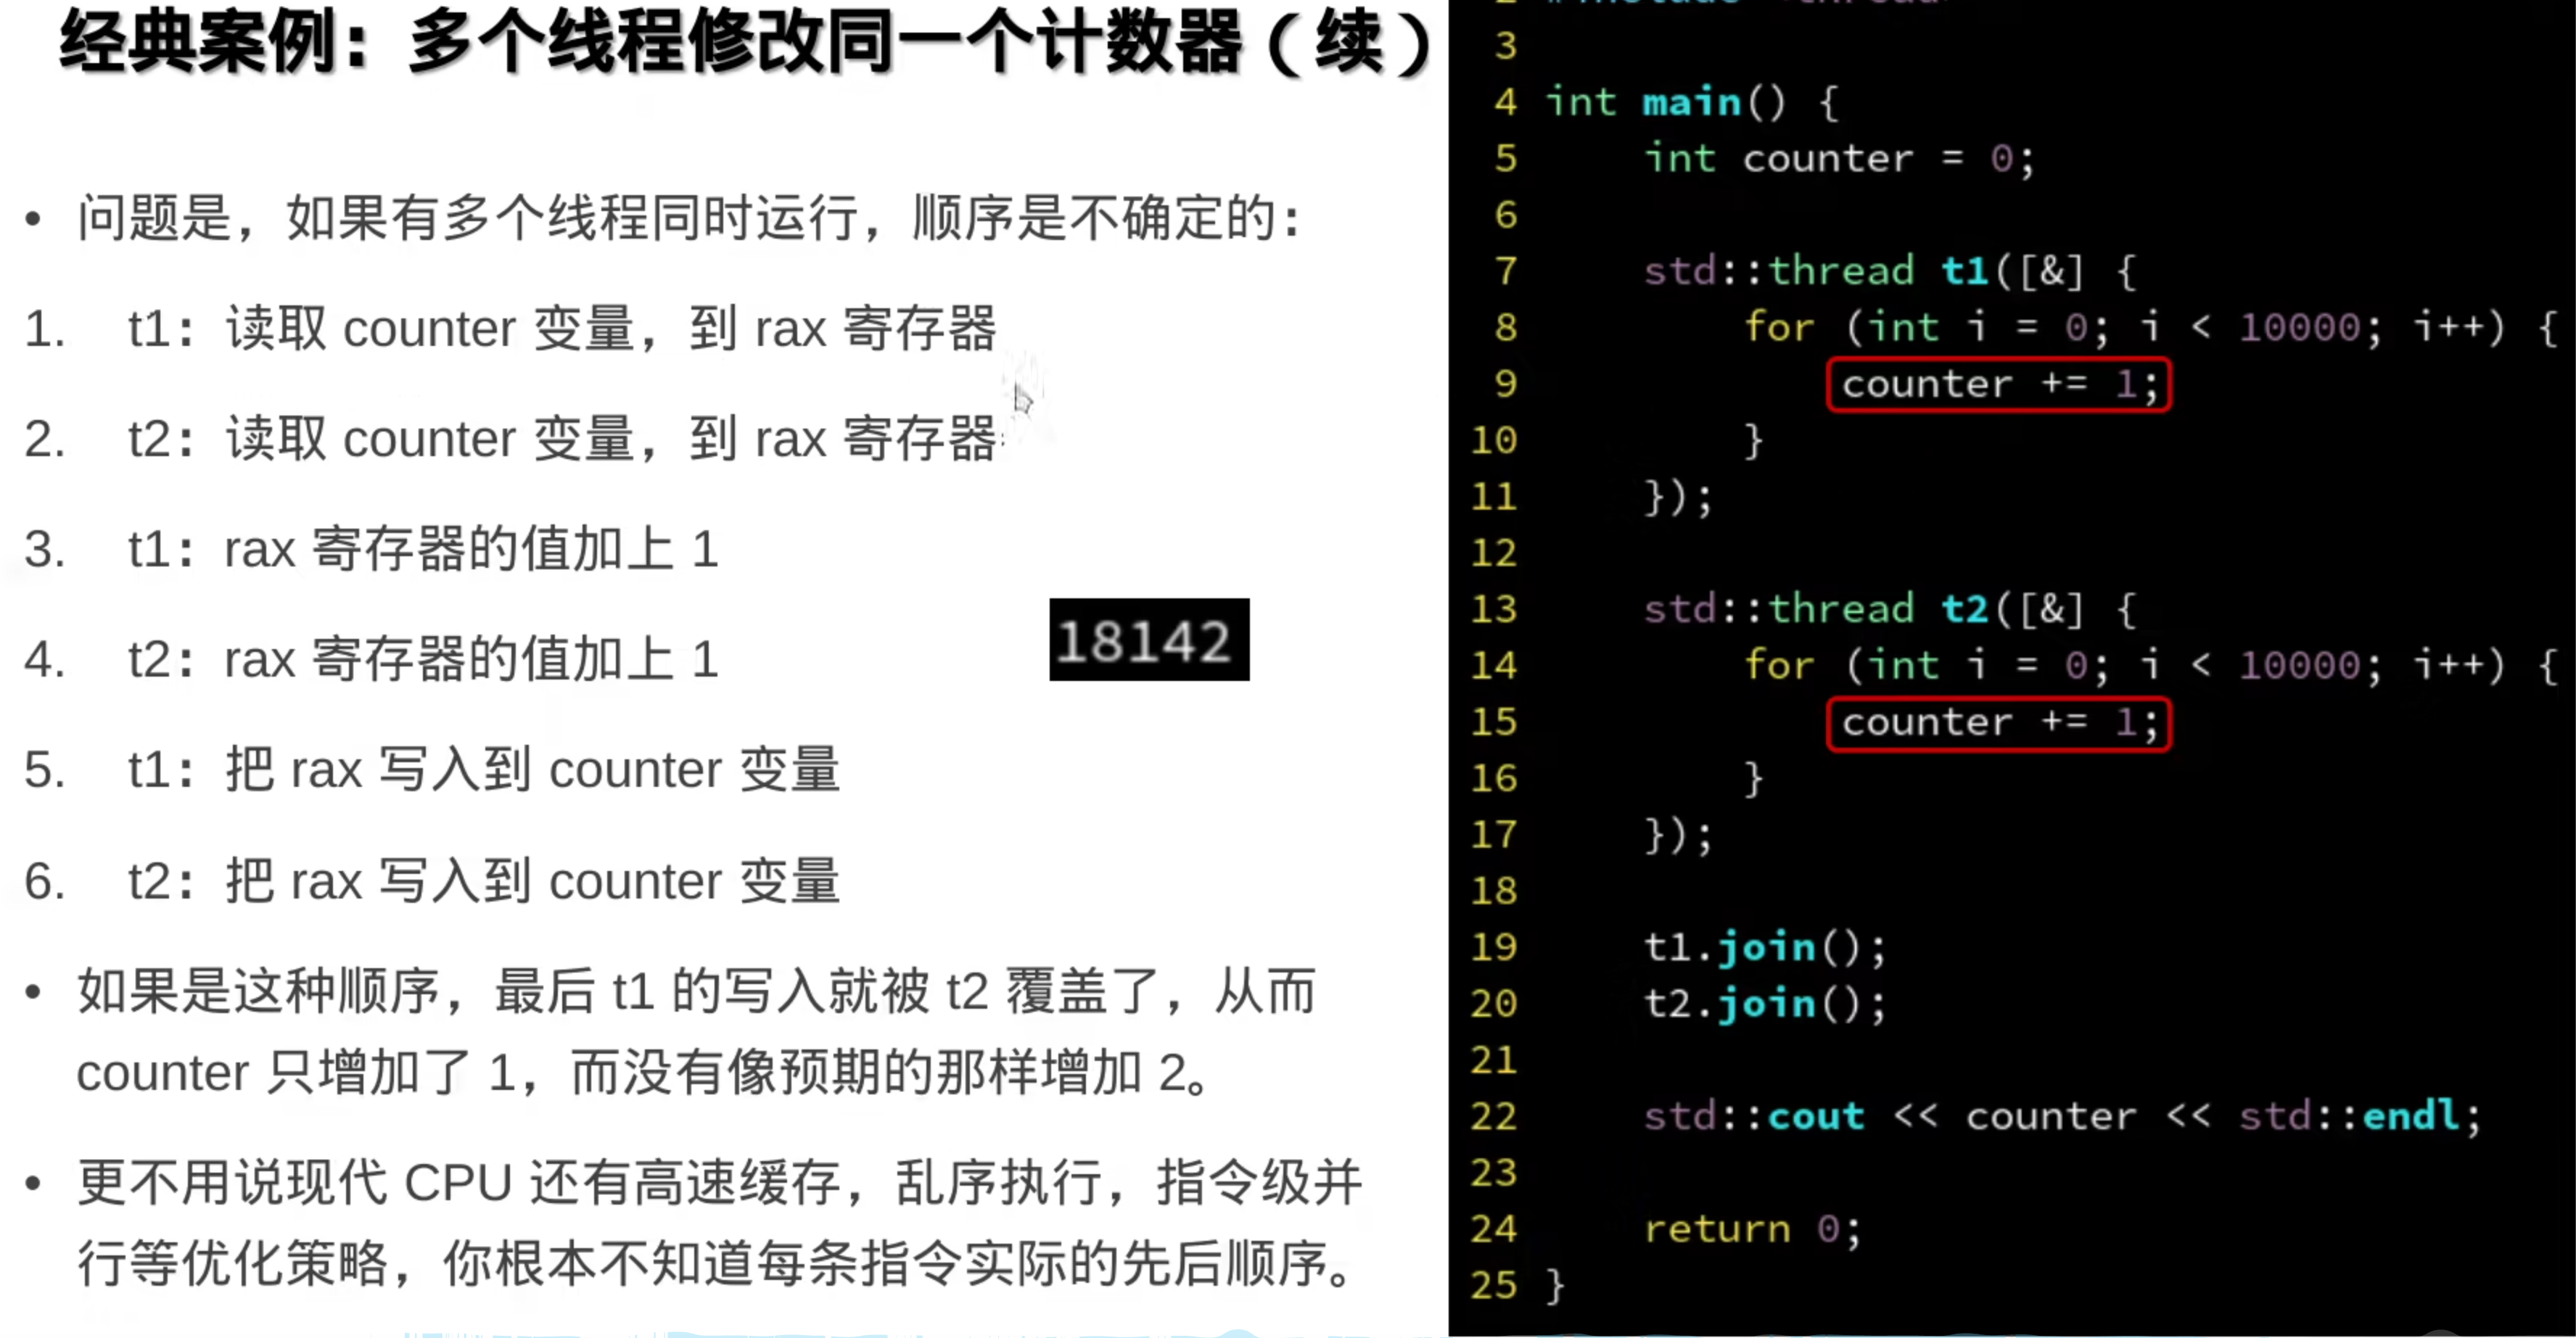 经典案例：多个线程修改同一个计数器（续）
• 问题是，如果有多个线程同时运行，顺序是不确定的：
1. t1：读取 counter 变量，到 rax 寄存器
2. t2：读取 counter 变量，到 rax 寄存器
3. t1：rax 寄存器的值加上 1
4. t2：rax 寄存器的值加上 1
5. t1：把 rax 写入到 counter 变量
6. t2：把 rax 写入到 counter 变量
• 如果是这种顺序，最后 t1 的写入就被 t2 覆盖了，从而
counter 只增加了 1，而没有像预期的那样增加 2。
• 更不用说现代 CPU 还有高速缓存，乱序执行，指令级并
行等优化策略，你根本不知道每条指令实际的先后顺序。
18142
3
4 int main() {
5     int counter = 0;
6
7     std::thread t1([&] {
8         for (int i = 0; i < 10000; i++) {
9             counter += 1;
10         }
11     });
12
13     std::thread t2([&] {
14         for (int i = 0; i < 10000; i++) {
15             counter += 1;
16         }
17     });
18
19     t1.join();
20     t2.join();
21
22     std::cout << counter << std::endl;
23
24     return 0;
25 }